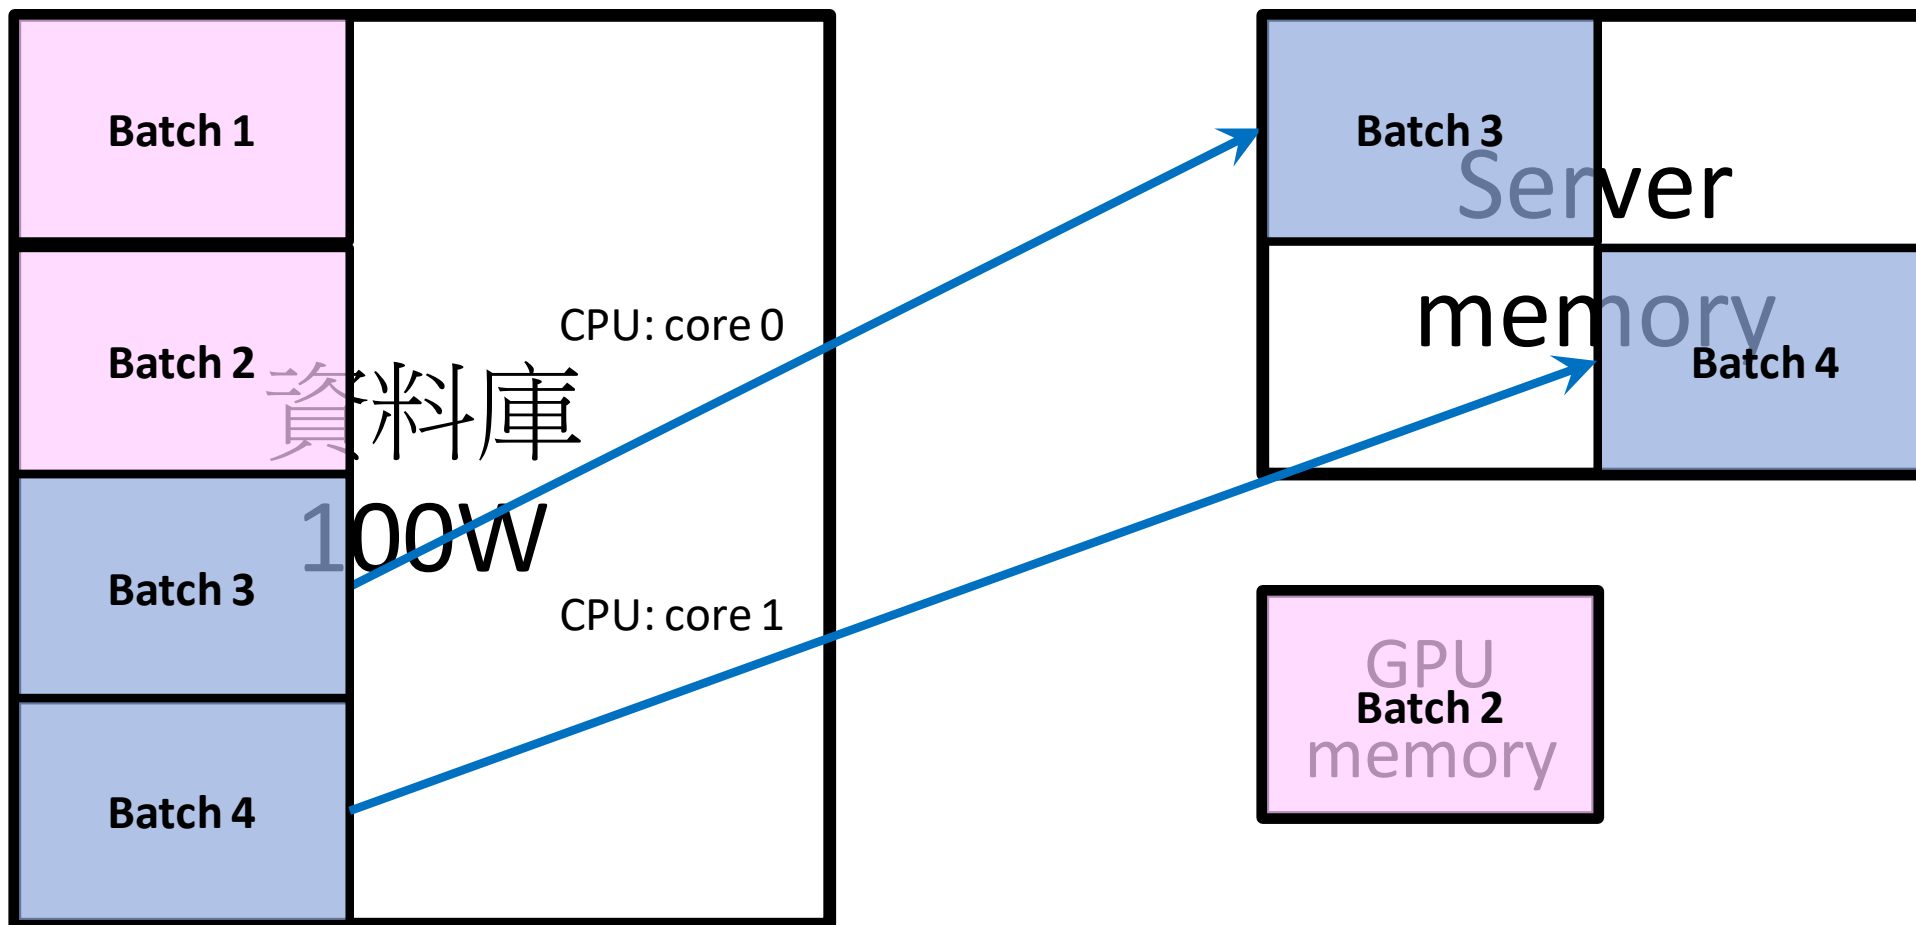 Batch 1
Batch 2
資料庫
100W
Batch 3
Batch 4
CPU: core 0
CPU: core 1
Batch 3
Server
memory
Batch 4
GPU
Batch 2
memory